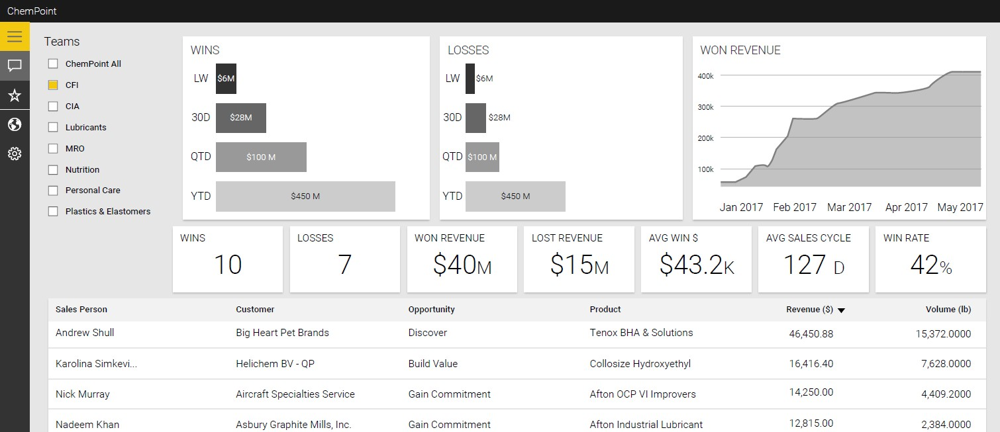 ChemPoint
Teams
ChemPoint All
CFI
CIA
Lubricants
MRO
Nutrition
Personal Care
Plastics & Elastomers
WINS
LW $6M
30D $28M
QTD $100 M
YTD $450 M
LOSSES
LW $6M
30D $28M
QTD $100 M
YTD $450 M
WON REVENUE
400k
300k
200k
100k
Jan 2017 Feb 2017 Mar 2017 Apr 2017 May 2017
WINS
10
LOSSES
7
WON REVENUE
$40M
LOST REVENUE
$15M
AVG WIN $
$43.2K
AVG SALES CYCLE
127 D
WIN RATE
42%
Sales Person Customer Opportunity Product Revenue ($) Volume (lb)
Andrew Shull Big Heart Pet Brands Discover Tenox BHA & Solutions 46,450.88 15,372.0000
Karolina Simkevi... Helichem BV - QP Build Value Collosize Hydroxyethyl 16,416.40 7,628.0000
Nick Murray Aircraft Specialties Service Gain Commitment Afton OCP VI Improvers 14,250.00 4,409.2000
Nadeem Khan Asbury Graphite Mills, Inc. Gain Commitment Afton Industrial Lubricant 12,815.00 2,384.0000